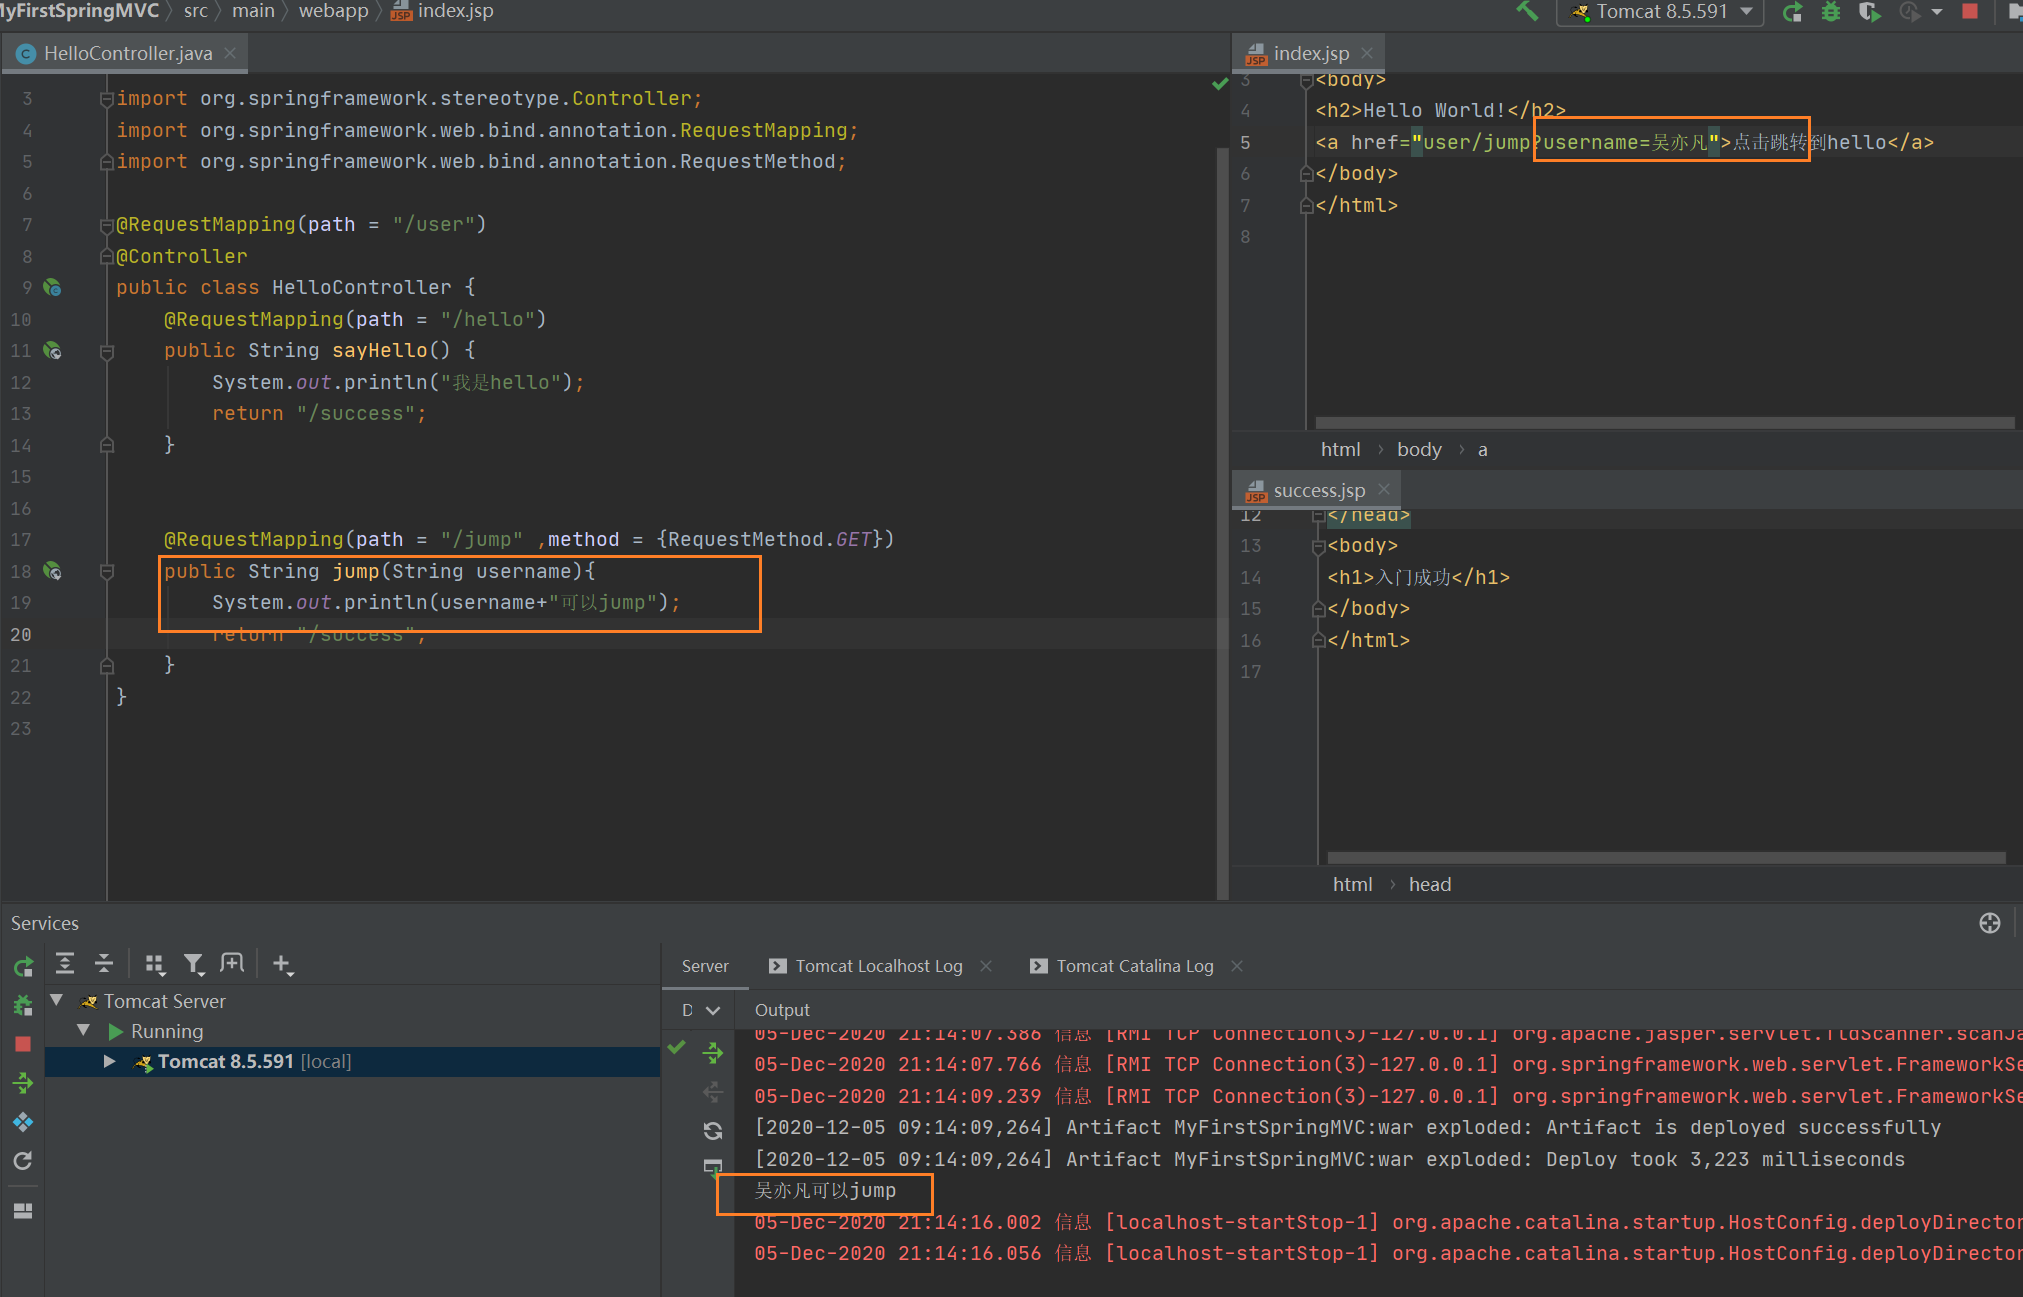 MyFirstSpringMVC src main webapp index.jsp
Tomcat 8.5.591
HelloController.java
3 import org.springframework.stereotype.Controller;
4 import org.springframework.web.bind.annotation.RequestMapping;
5 import org.springframework.web.bind.annotation.RequestMethod;
6
7 @RequestMapping(path = "/user")
8 @Controller
9 public class HelloController {
10 @RequestMapping(path = "/hello")
11 public String sayHello() {
12 System.out.println("我是hello");
13 return "/success";
14 }
15
16
17 @RequestMapping(path = "/jump" ,method = {RequestMethod.GET})
18 public String jump(String username){
19 System.out.println(username+"可以jump");
20 return "/success";
21 }
22 }
23
index.jsp
3 <body>
4 <h2>Hello World!</h2>
5 <a href="user/jump?username=吴亦凡">点击跳转到hello</a>
6 </body>
7 </html>
8
html body a
success.jsp
12 </head>
13 <body>
14 <h1>入门成功</h1>
15 </body>
16 </html>
17
html head
Services
Tomcat Server
Running
Tomcat 8.5.591 [local]
Server Tomcat Localhost Log Tomcat Catalina Log
D Output
05-Dec-2020 21:14:07.386 信息 [RMI TCP Connection(3)-127.0.0.1] org.apache.jasper.servlet.TldScanner.scanJa
05-Dec-2020 21:14:07.766 信息 [RMI TCP Connection(3)-127.0.0.1] org.springframework.web.servlet.FrameworkSe
05-Dec-2020 21:14:09.239 信息 [RMI TCP Connection(3)-127.0.0.1] org.springframework.web.servlet.FrameworkSe
[2020-12-05 09:14:09,264] Artifact MyFirstSpringMVC:war exploded: Artifact is deployed successfully
[2020-12-05 09:14:09,264] Artifact MyFirstSpringMVC:war exploded: Deploy took 3,223 milliseconds
吴亦凡可以jump
05-Dec-2020 21:14:16.002 信息 [localhost-startStop-1] org.apache.catalina.startup.HostConfig.deployDirector
05-Dec-2020 21:14:16.056 信息 [localhost-startStop-1] org.apache.catalina.startup.HostConfig.deployDirector